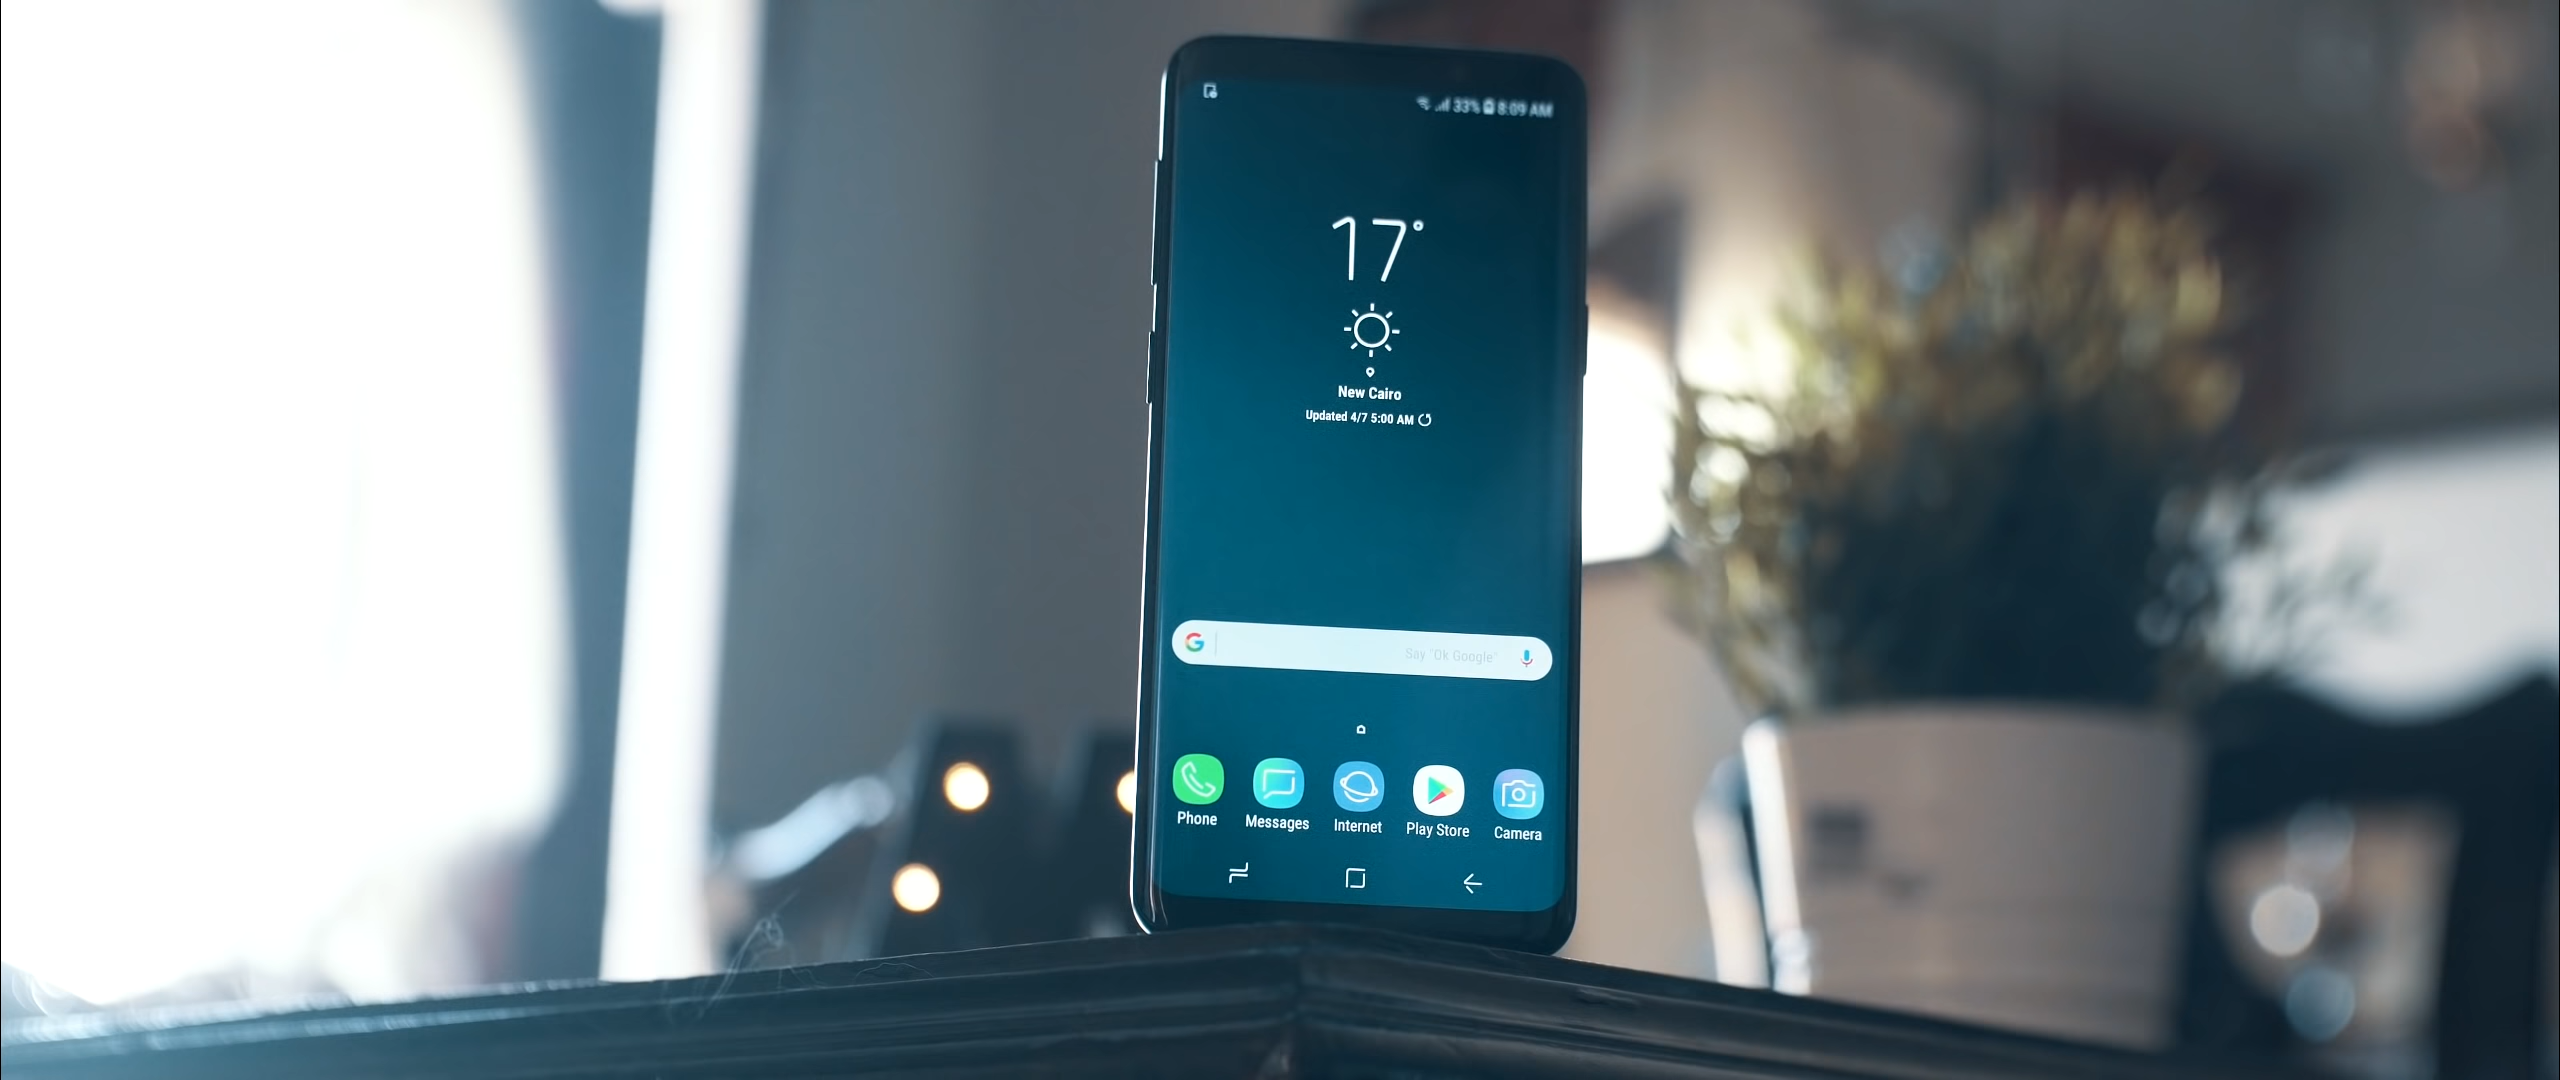 33% 8:09 AM
17°
New Cairo
Updated 4/7 5:00 AM
Say "Ok Google"
Phone Messages Internet Play Store Camera